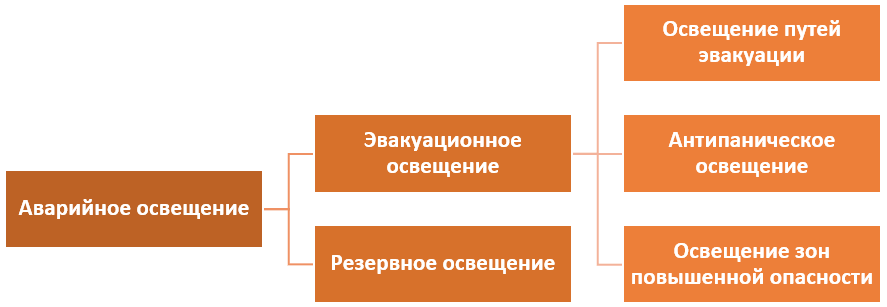 Аварийное освещение
Эвакуационное
освещение
Резервное освещение
Освещение путей
эвакуации
Антипаническое
освещение
Освещение зон
повышенной опасности